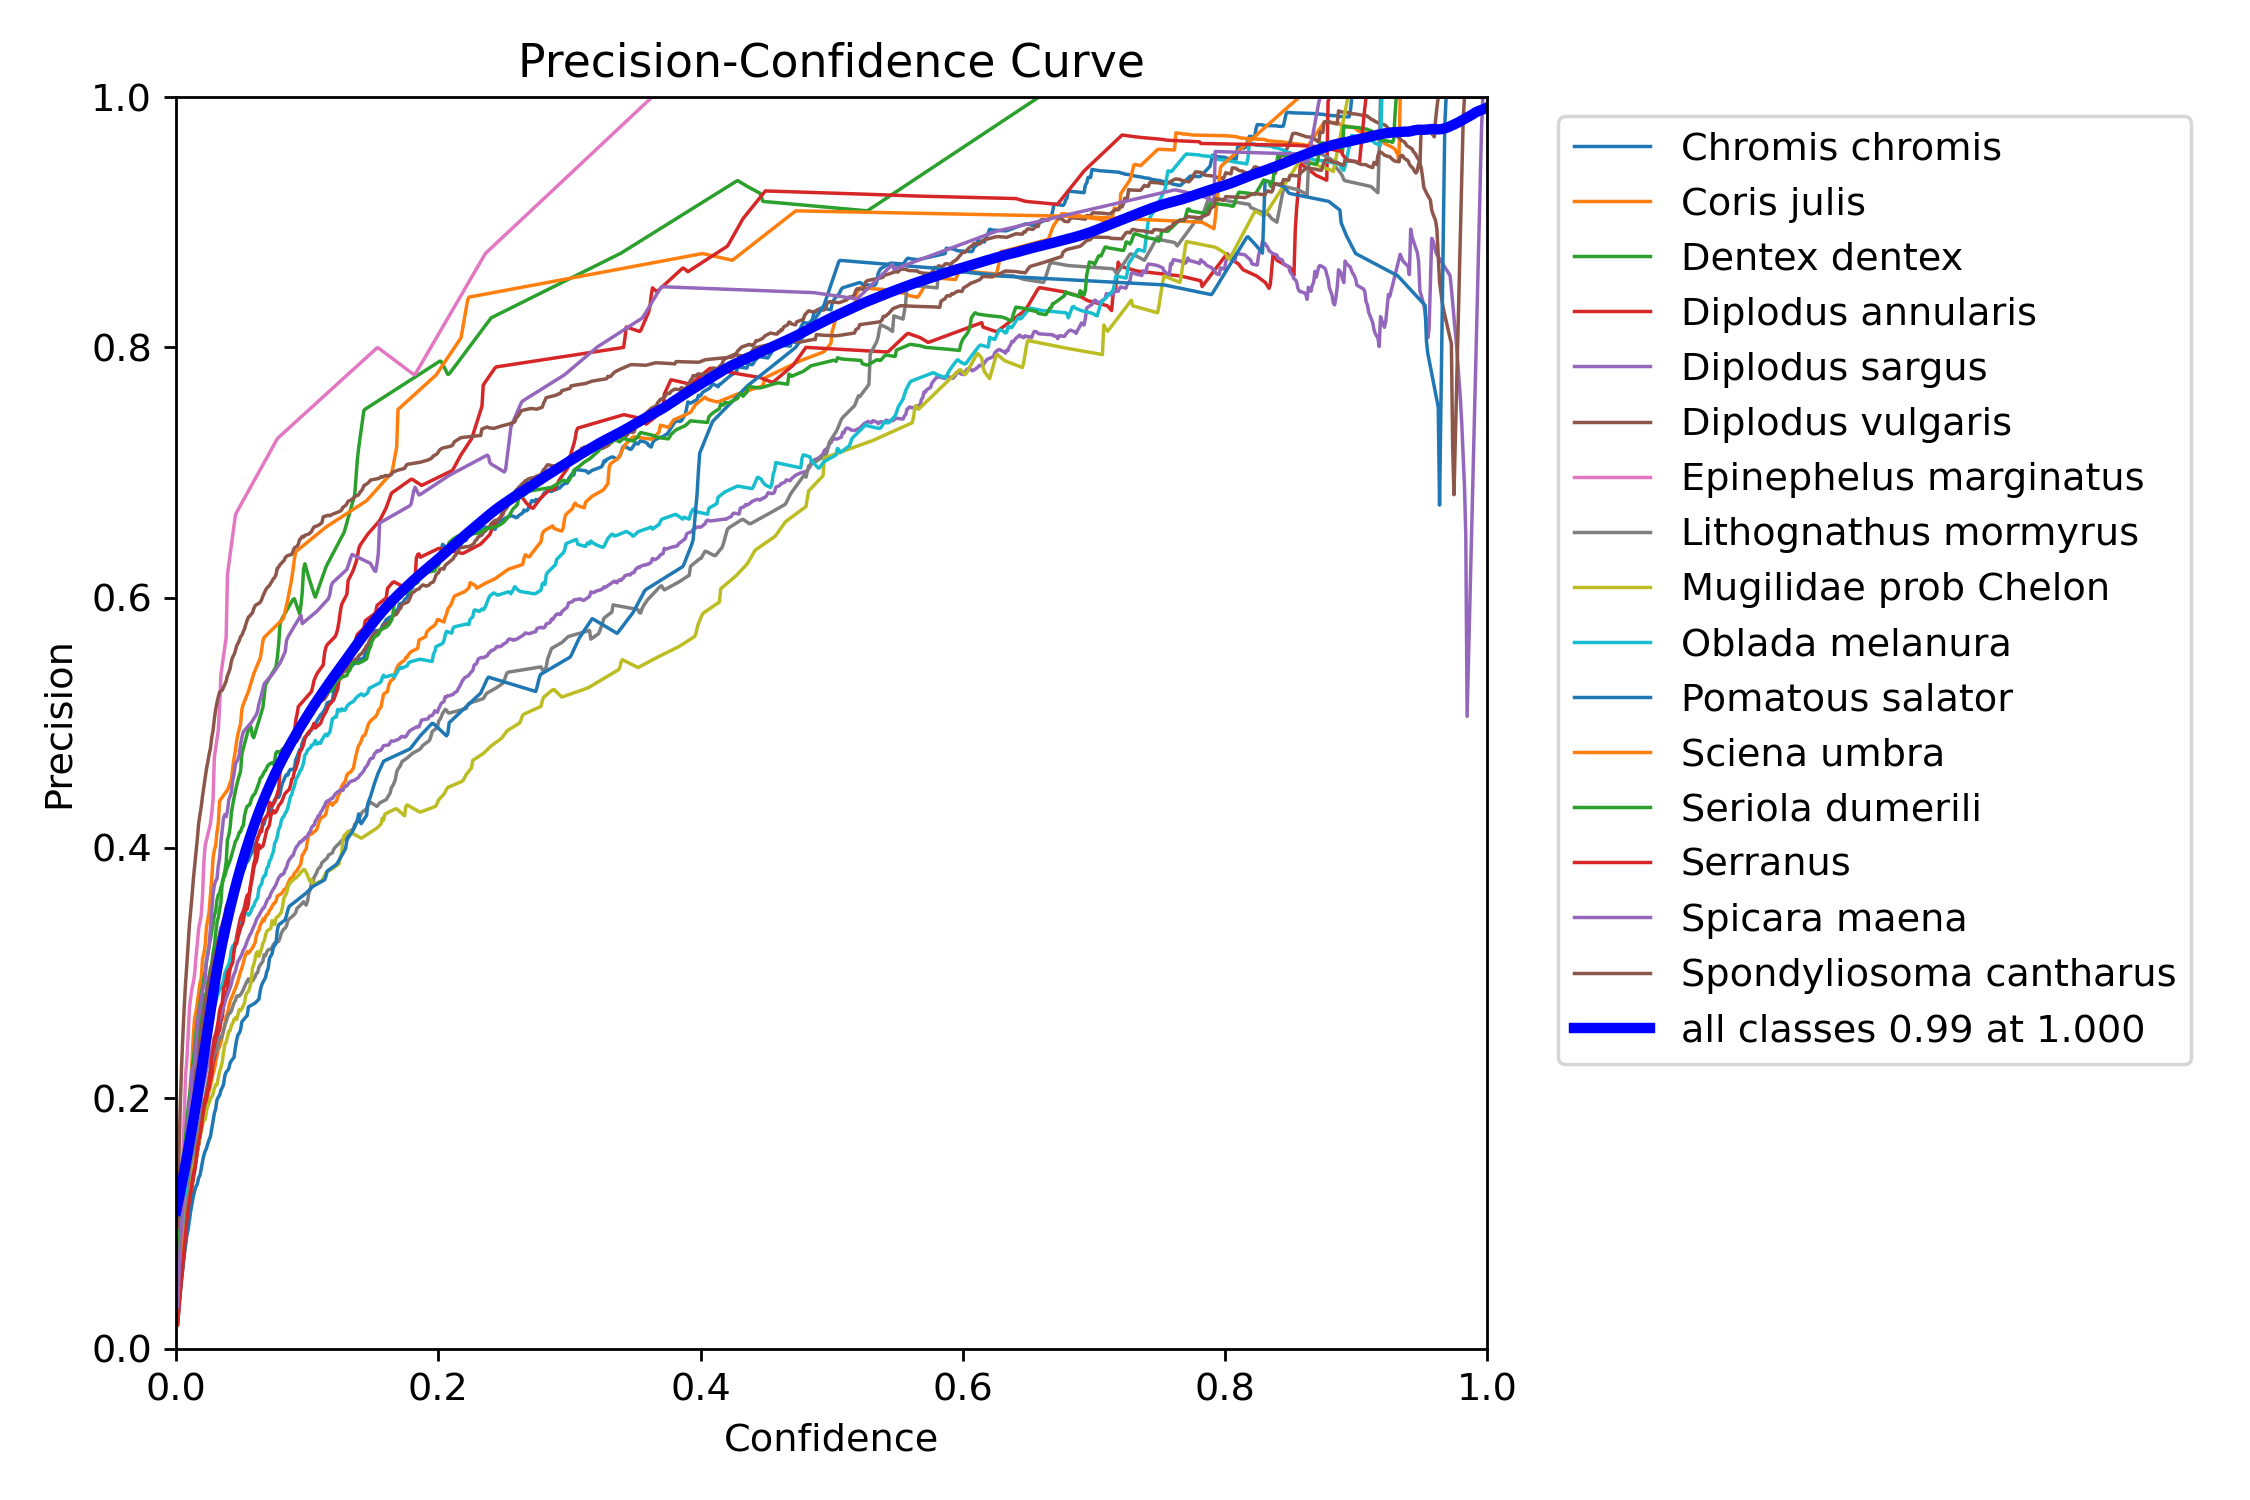 Precision-Confidence Curve
1.0
0.8
0.6
0.4
0.2
0.0
Precision
0.0 0.2 0.4 0.6 0.8 1.0
Confidence
Chromis chromis
Coris julis
Dentex dentex
Diplodus annularis
Diplodus sargus
Diplodus vulgaris
Epinephelus marginatus
Lithognathus mormyrus
Mugilidae prob Chelon
Oblada melanura
Pomatous salator
Sciena umbra
Seriola dumerili
Serranus
Spicara maena
Spondyliosoma cantharus
all classes 0.99 at 1.000